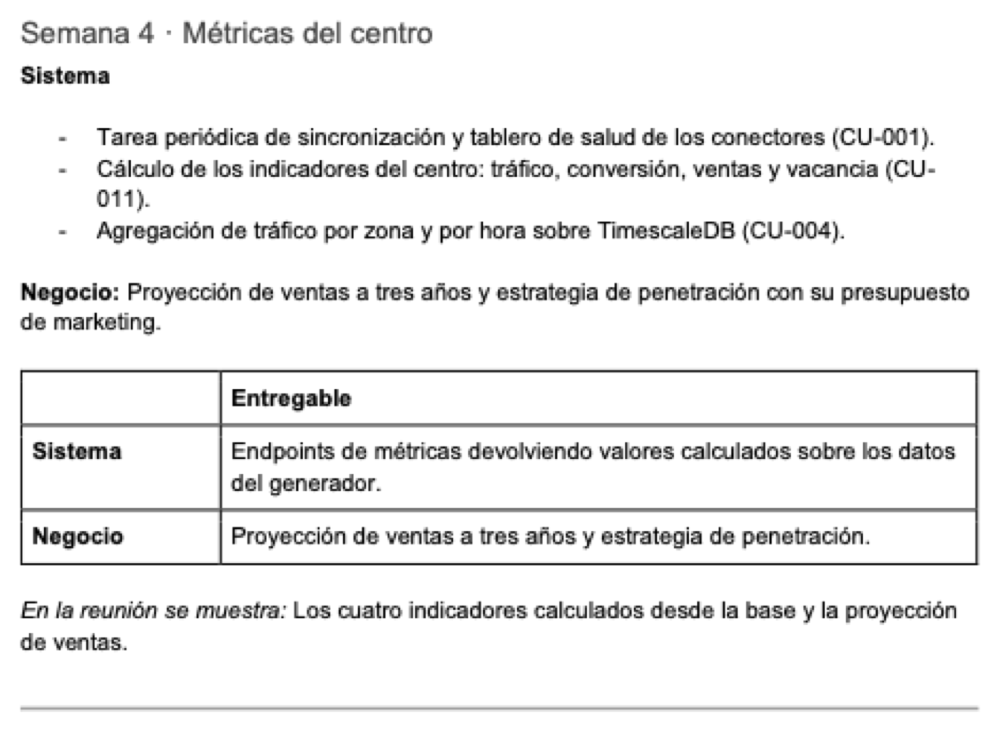 Semana 4 · Métricas del centro
Sistema
- Tarea periódica de sincronización y tablero de salud de los conectores (CU-001).
- Cálculo de los indicadores del centro: tráfico, conversión, ventas y vacancia (CU-
011).
- Agregación de tráfico por zona y por hora sobre TimescaleDB (CU-004).
Negocio: Proyección de ventas a tres años y estrategia de penetración con su presupuesto
de marketing.
Entregable
Sistema
Endpoints de métricas devolviendo valores calculados sobre los datos
del generador.
Negocio
Proyección de ventas a tres años y estrategia de penetración.
En la reunión se muestra: Los cuatro indicadores calculados desde la base y la proyección
de ventas.